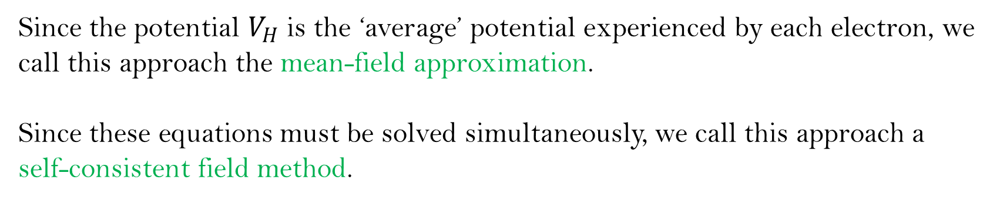 Since the potential V_H is the ‘average’ potential experienced by each electron, we
call this approach the mean-field approximation.
Since these equations must be solved simultaneously, we call this approach a
self-consistent field method.